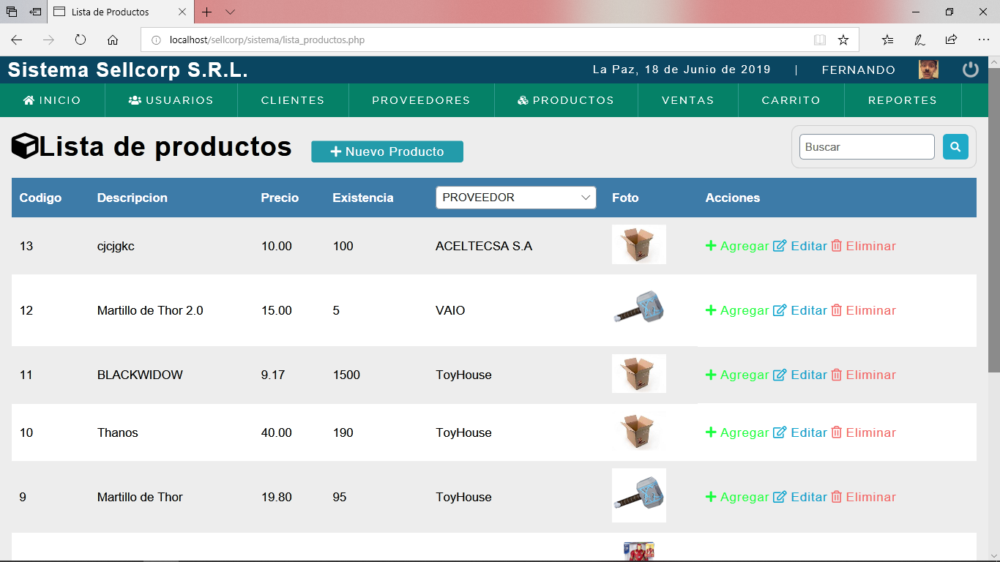 Lista de Productos
localhost/sellcorp/sistema/lista_productos.php
Sistema Sellcorp S.R.L. La Paz, 18 de Junio de 2019 | FERNANDO
INICIO USUARIOS CLIENTES PROVEEDORES PRODUCTOS VENTAS CARRITO REPORTES
Lista de productos + Nuevo Producto Buscar
Codigo Descripcion Precio Existencia PROVEEDOR Foto Acciones
13 cjcjgkc 10.00 100 ACELTECSA S.A Agregar Editar Eliminar
12 Martillo de Thor 2.0 15.00 5 VAIO Agregar Editar Eliminar
11 BLACKWIDOW 9.17 1500 ToyHouse Agregar Editar Eliminar
10 Thanos 40.00 190 ToyHouse Agregar Editar Eliminar
9 Martillo de Thor 19.80 95 ToyHouse Agregar Editar Eliminar